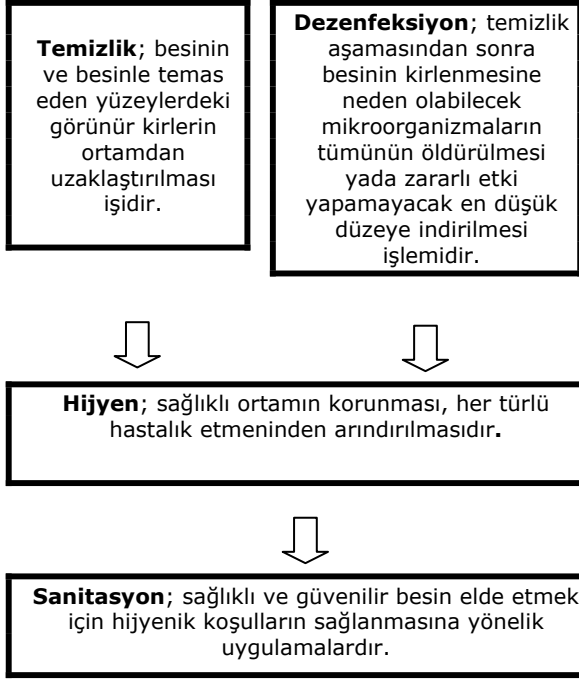 Temizlik; besinin
ve besinle temas
eden yüzeylerdeki
görünür kirlerin
ortamdan
uzaklaştırılması
işidir.
Dezenfeksiyon; temizlik
aşamasından sonra
besinin kirlenmesine
neden olabilecek
mikroorganizmaların
tümünün öldürülmesi
yada zararlı etki
yapamayacak en düşük
düzeye indirilmesi
işlemidir.
Hijyen; sağlıklı ortamın korunması, her türlü
hastalık etmeninden arındırılmasıdır.
Sanitasyon; sağlıklı ve güvenilir besin elde etmek
için hijyenik koşulların sağlanmasına yönelik
uygulamalardır.